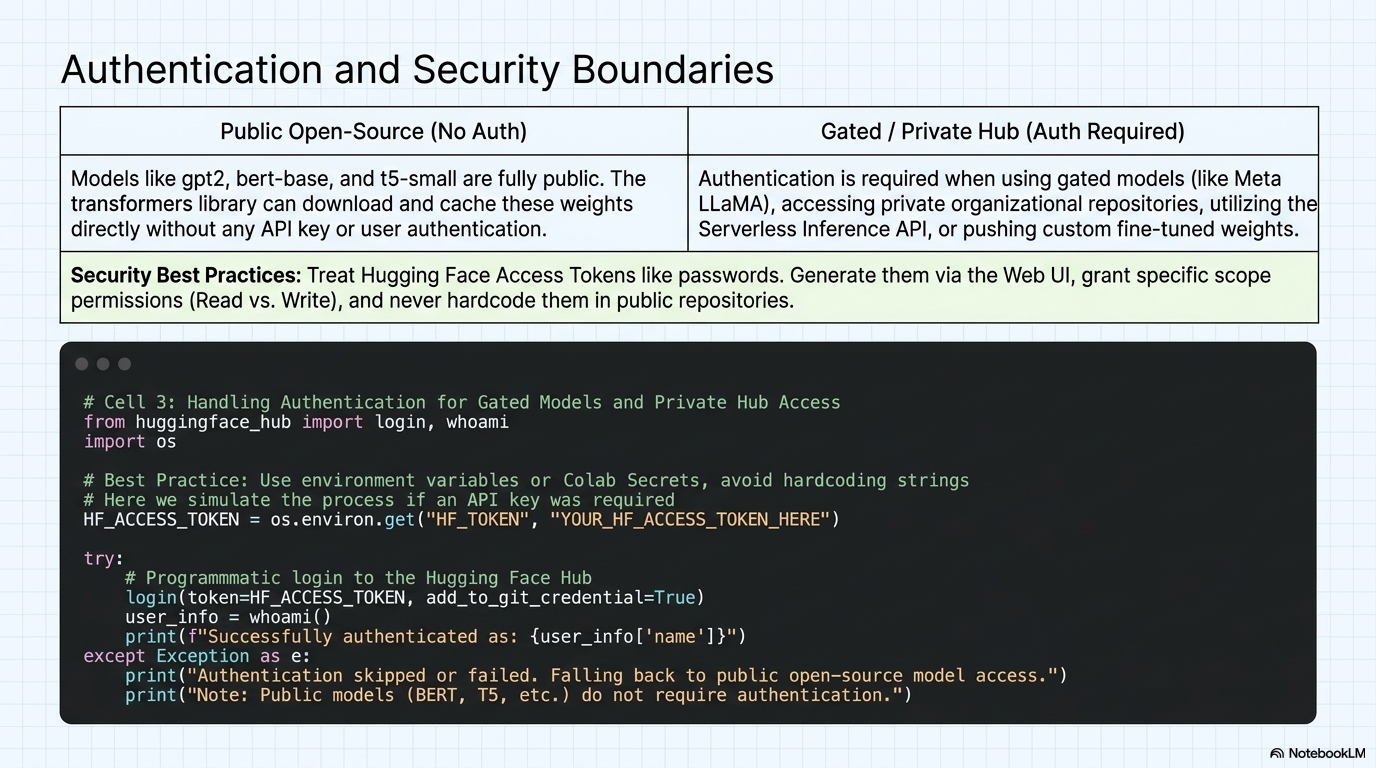 Authentication and Security Boundaries
Public Open-Source (No Auth)
Gated / Private Hub (Auth Required)
Models like gpt2, bert-base, and t5-small are fully public. The
transformers library can download and cache these weights
directly without any API key or user authentication.
Authentication is required when using gated models (like Meta
LLaMA), accessing private organizational repositories, utilizing the
Serverless Inference API, or pushing custom fine-tuned weights.
Security Best Practices: Treat Hugging Face Access Tokens like passwords. Generate them via the Web UI, grant specific scope
permissions (Read vs. Write), and never hardcode them in public repositories.
# Cell 3: Handling Authentication for Gated Models and Private Hub Access
from huggingface_hub import login, whoami
import os
# Best Practice: Use environment variables or Colab Secrets, avoid hardcoding strings
# Here we simulate the process if an API key was required
HF_ACCESS_TOKEN = os.environ.get("HF_TOKEN", "YOUR_HF_ACCESS_TOKEN_HERE")
try:
    # Programmmatic login to the Hugging Face Hub
    login(token=HF_ACCESS_TOKEN, add_to_git_credential=True)
    user_info = whoami()
    print(f"Successfully authenticated as: {user_info['name']}")
except Exception as e:
    print("Authentication skipped or failed. Falling back to public open-source model access.")
    print("Note: Public models (BERT, T5, etc.) do not require authentication.")
NotebookLM